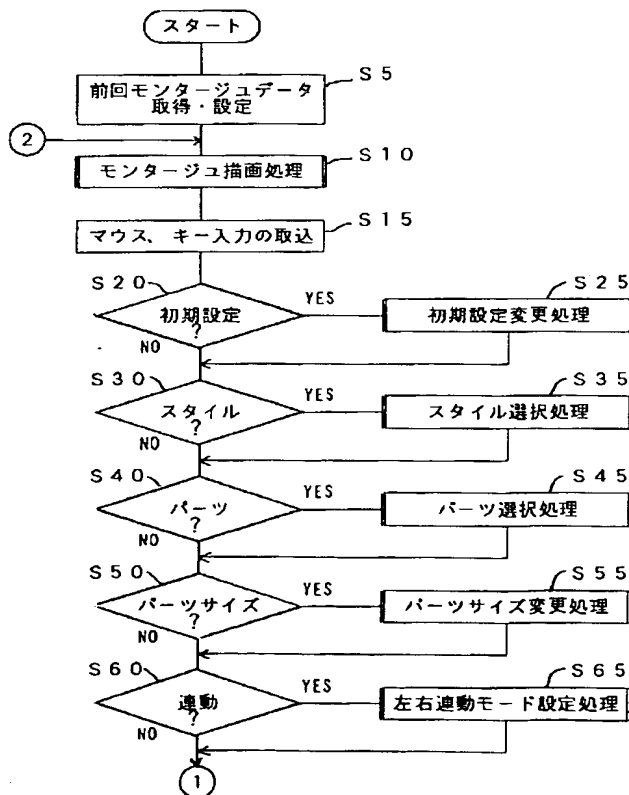 スタート
S5
前回モンタージュデータ
取得・設定
2
S10
モンタージュ描画処理
S15
マウス、キー入力の取込
S20
初期設定
?
YES
NO
S25
初期設定変更処理
S30
スタイル
?
YES
NO
S35
スタイル選択処理
S40
パーツ
?
YES
NO
S45
パーツ選択処理
S50
パーツサイズ
?
YES
NO
S55
パーツサイズ変更処理
S60
連動
?
YES
NO
S65
左右連動モード設定処理
1